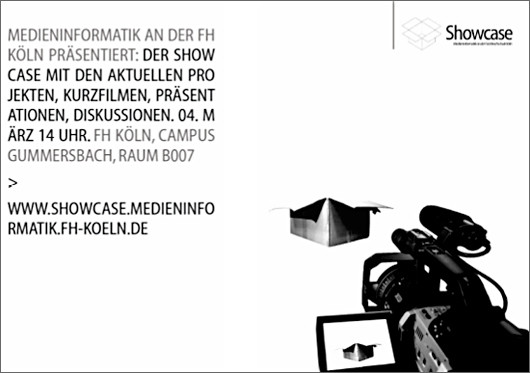 MEDIENINFORMATIK AN DER FH
KÖLN PRÄSENTIERT: DER SHOW
CASE MIT DEN AKTUELLEN PRO
JEKTEN, KURZFILMEN, PRÄSENT
ATIONEN, DISKUSSIONEN. 04. M
ÄRZ 14 UHR. FH KÖLN, CAMPUS
GUMMERSBACH, RAUM B007
>
WWW.SHOWCASE.MEDIENINFO
RMATIK.FH-KOELN.DE
Showcase